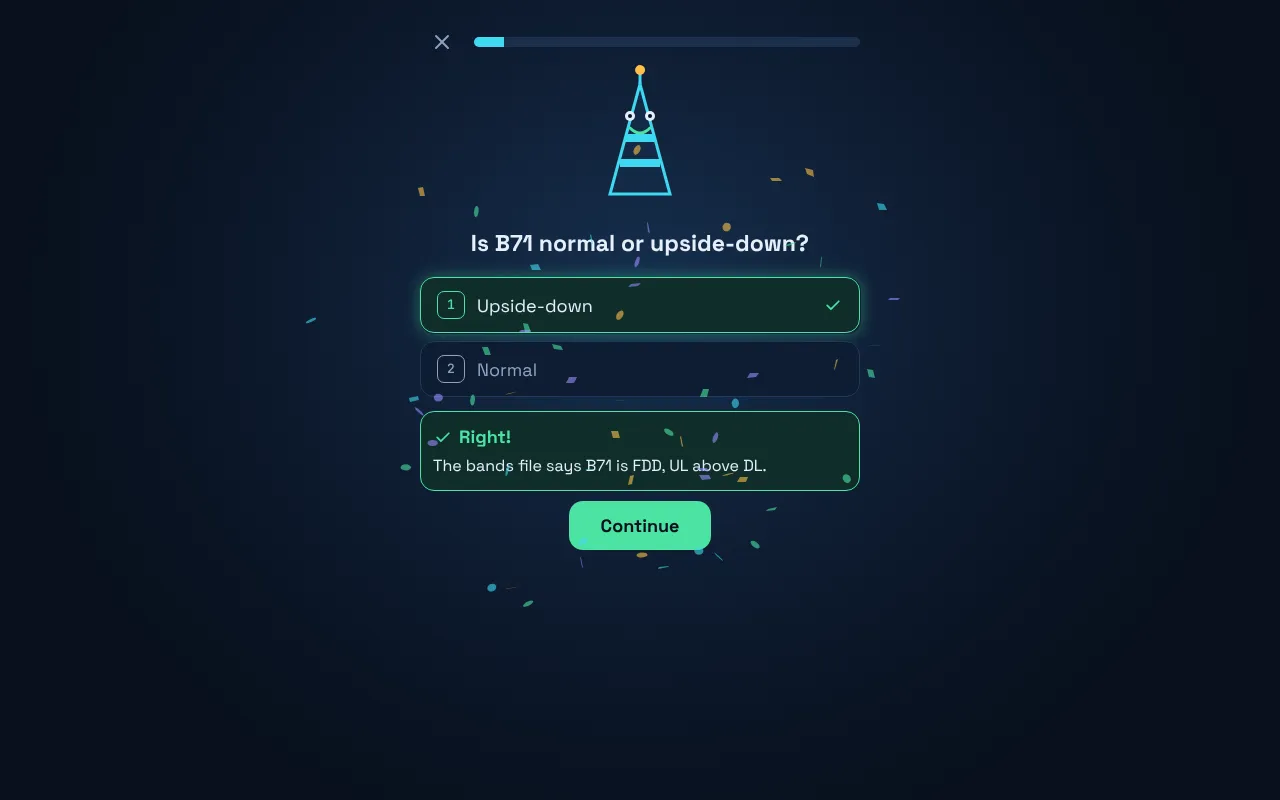 Is B71 normal or upside-down?
1 Upside-down
2 Normal
Right!
The bands file says B71 is FDD, UL above DL.
Continue